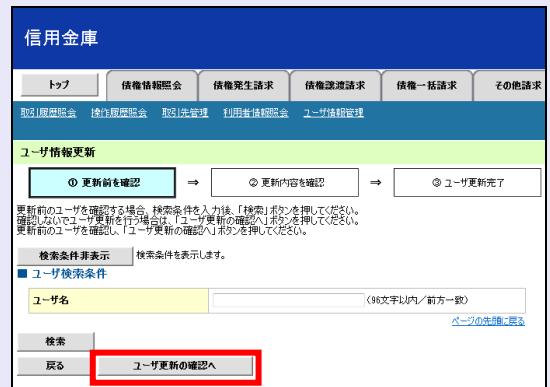 信用金庫
トップ 債権情報照会 債権発生請求 債権譲渡請求 債権一括請求 その他請求
取引履歴照会 操作履歴照会 取引先管理 利用者情報照会 ユーザ情報管理
ユーザ情報更新
① 更新前を確認 ⇒ ② 更新内容を確認 ⇒ ③ ユーザ更新完了
更新前のユーザを確認する場合、検索条件を入力後、「検索」ボタンを押してください。
確認しないでユーザ更新を行う場合は、「ユーザ更新の確認へ」ボタンを押してください。
更新前のユーザを確認し、「ユーザ更新の確認へ」ボタンを押してください。
検索条件非表示 検索条件を表示します。
■ ユーザ検索条件
ユーザ名 (96文字以内／前方一致)
ページの先頭に戻る
検索
戻る ユーザ更新の確認へ